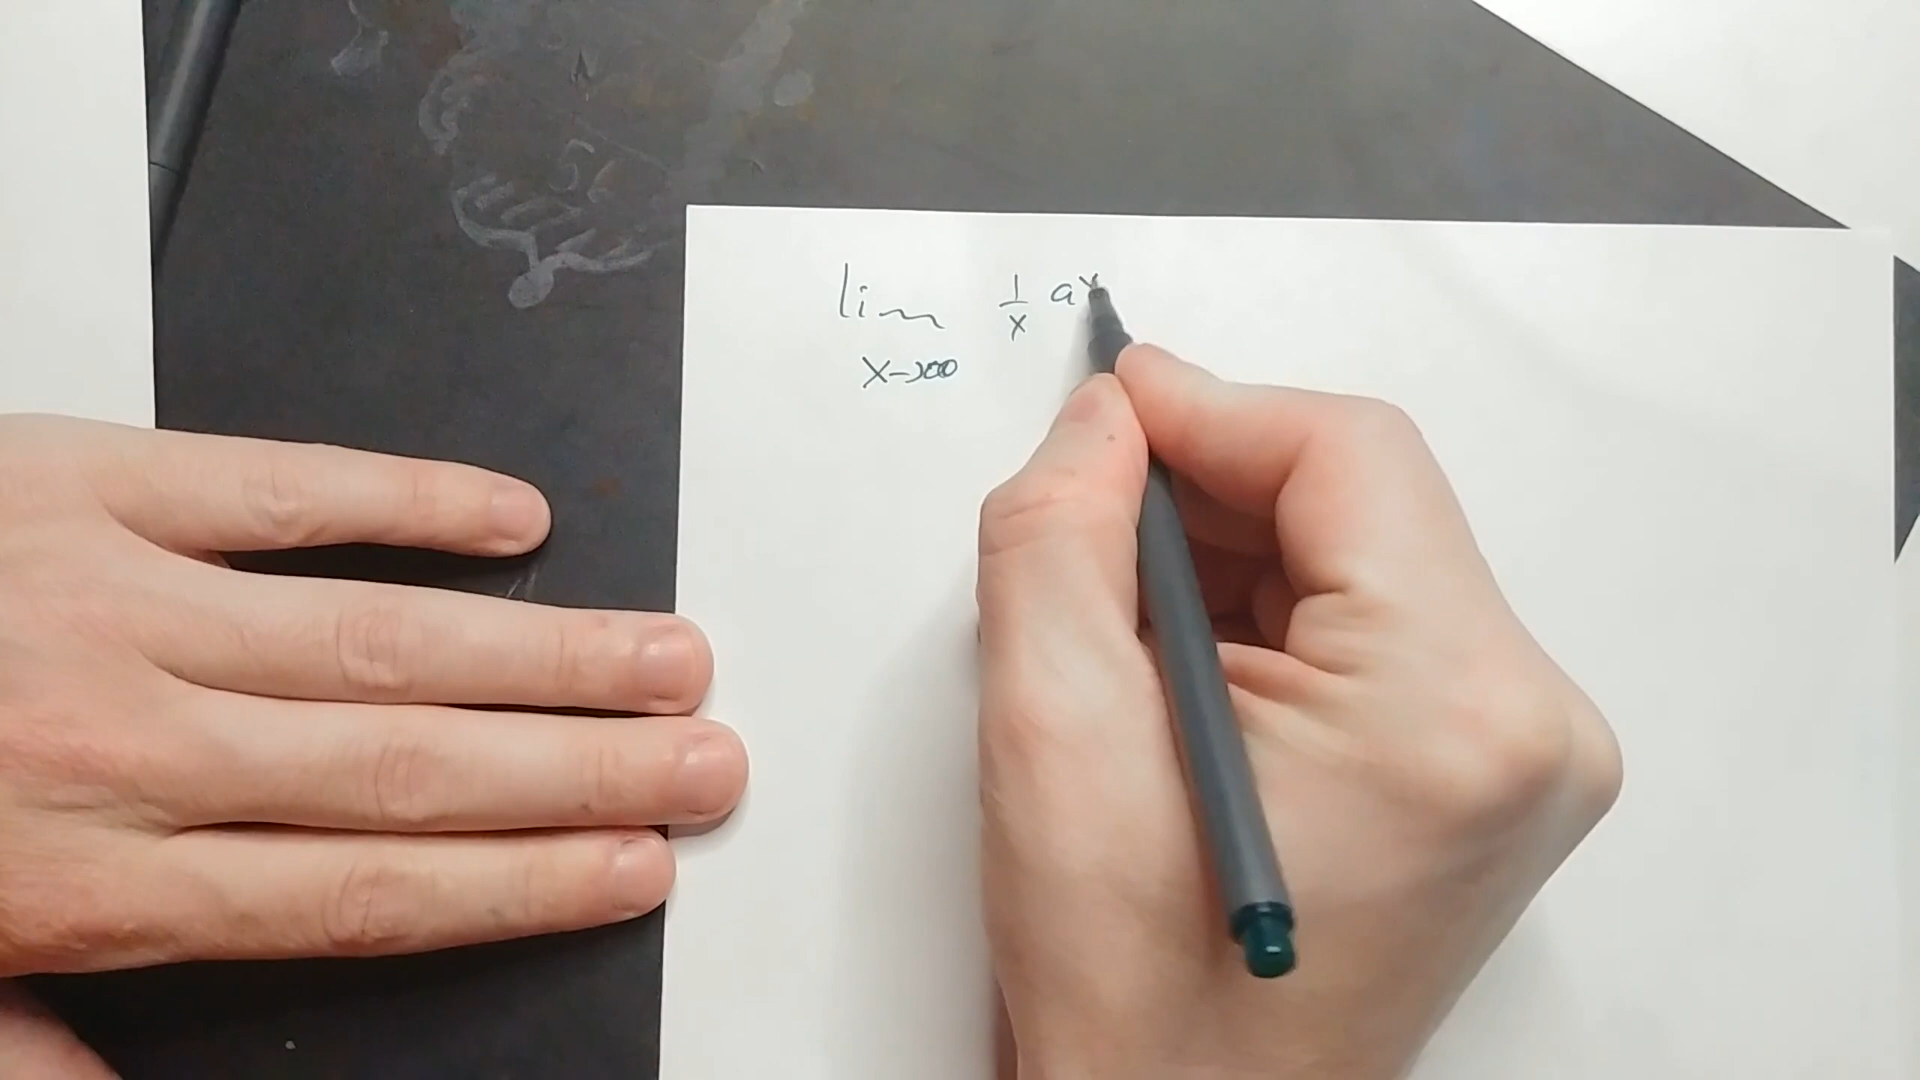 lim 1/x a^x
x→∞